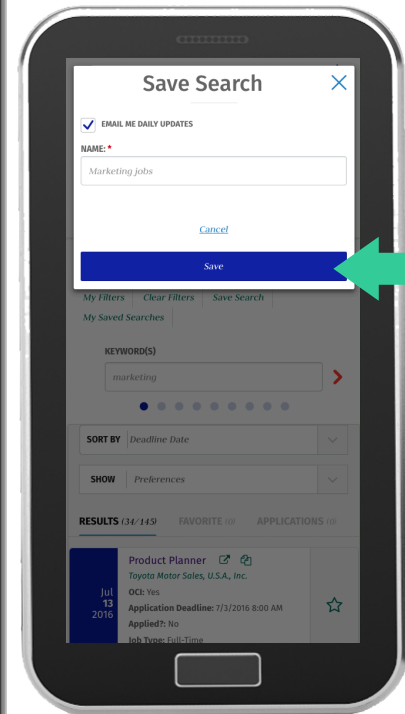 Save Search
EMAIL ME DAILY UPDATES
NAME: *
Marketing jobs
Cancel
Save
My Filters Clear Filters Save Search
My Saved Searches
KEYWORD(S)
marketing
SORT BY Deadline Date
SHOW Preferences
RESULTS (34/145) FAVORITE (0) APPLICATIONS (0)
Product Planner
Toyota Motor Sales, U.S.A., Inc.
Jul
13
2016
OCI: Yes
Application Deadline: 7/3/2016 8:00 AM
Applied?: No
Job Type: Full-Time